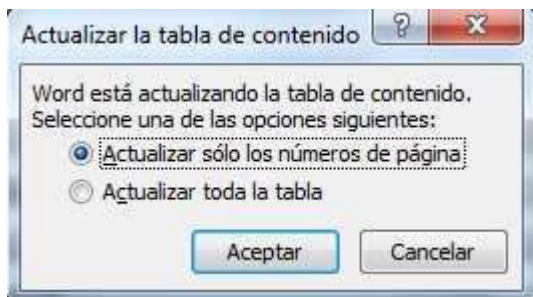 Actualizar la tabla de contenido
?
Word está actualizando la tabla de contenido.
Seleccione una de las opciones siguientes:
Actualizar sólo los números de página
Actualizar toda la tabla
Aceptar
Cancelar